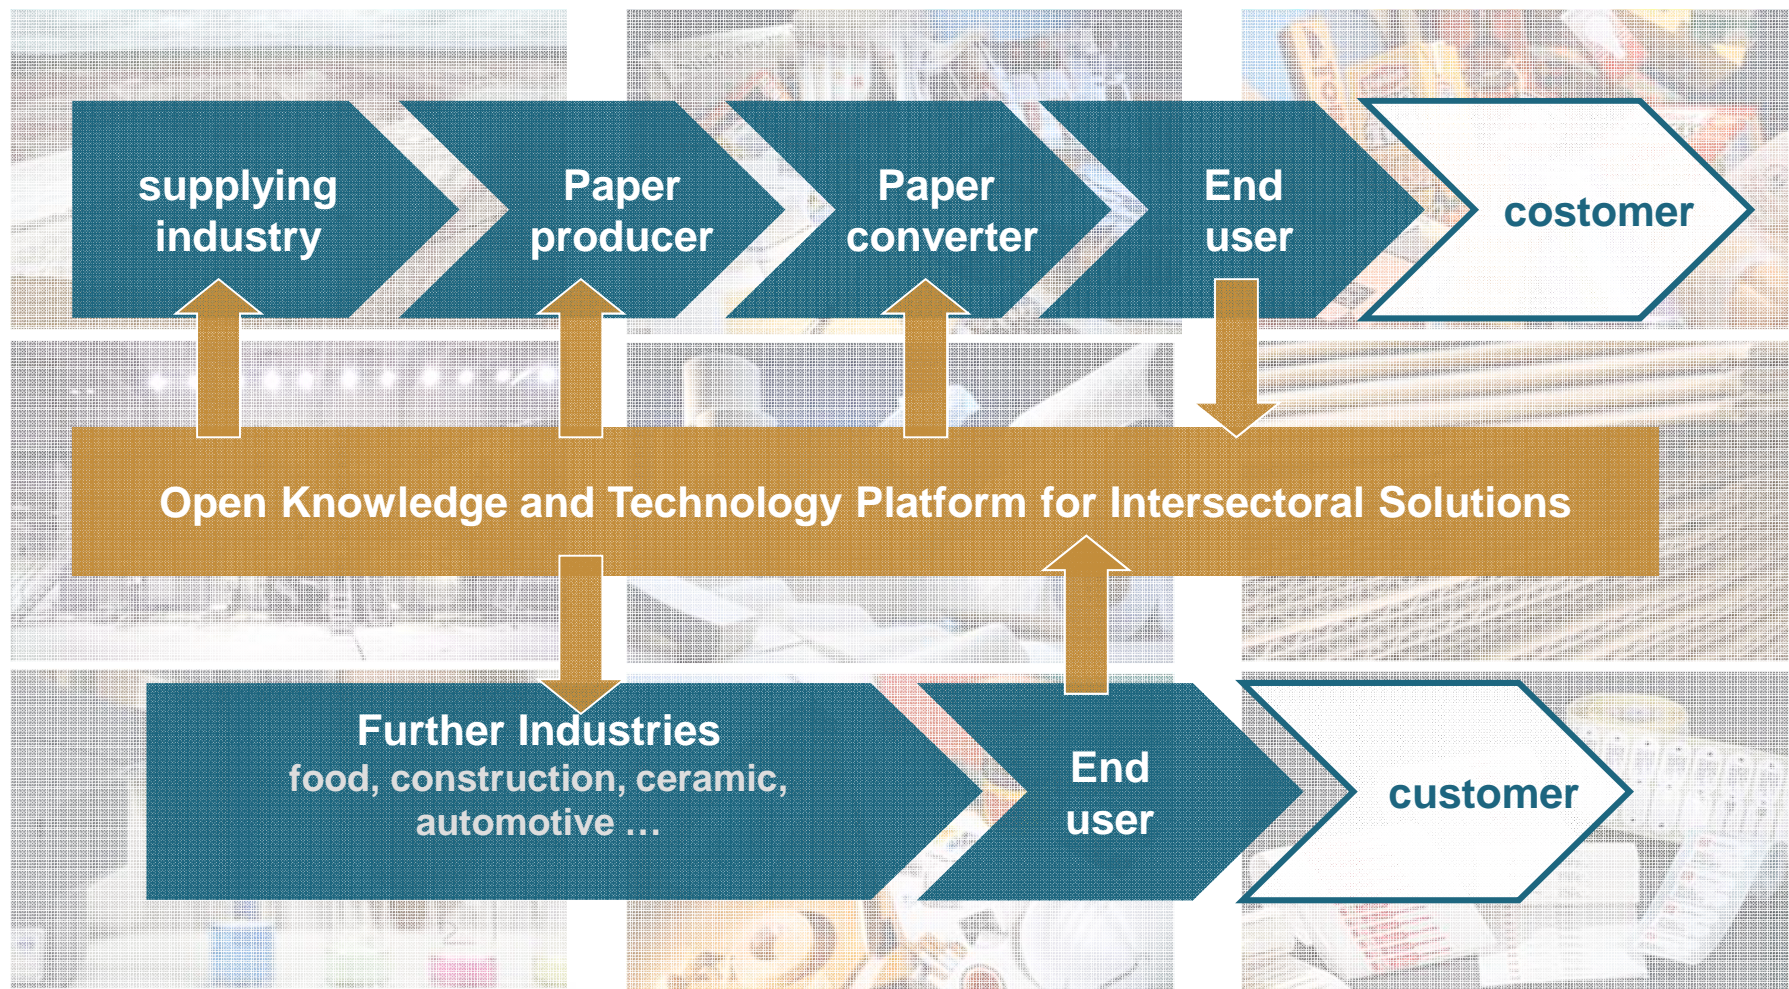 supplying
industry
Paper
producer
Paper
converter
End
user
costomer
Open Knowledge and Technology Platform for Intersectoral Solutions
Further Industries
food, construction, ceramic,
automotive …
End
user
customer